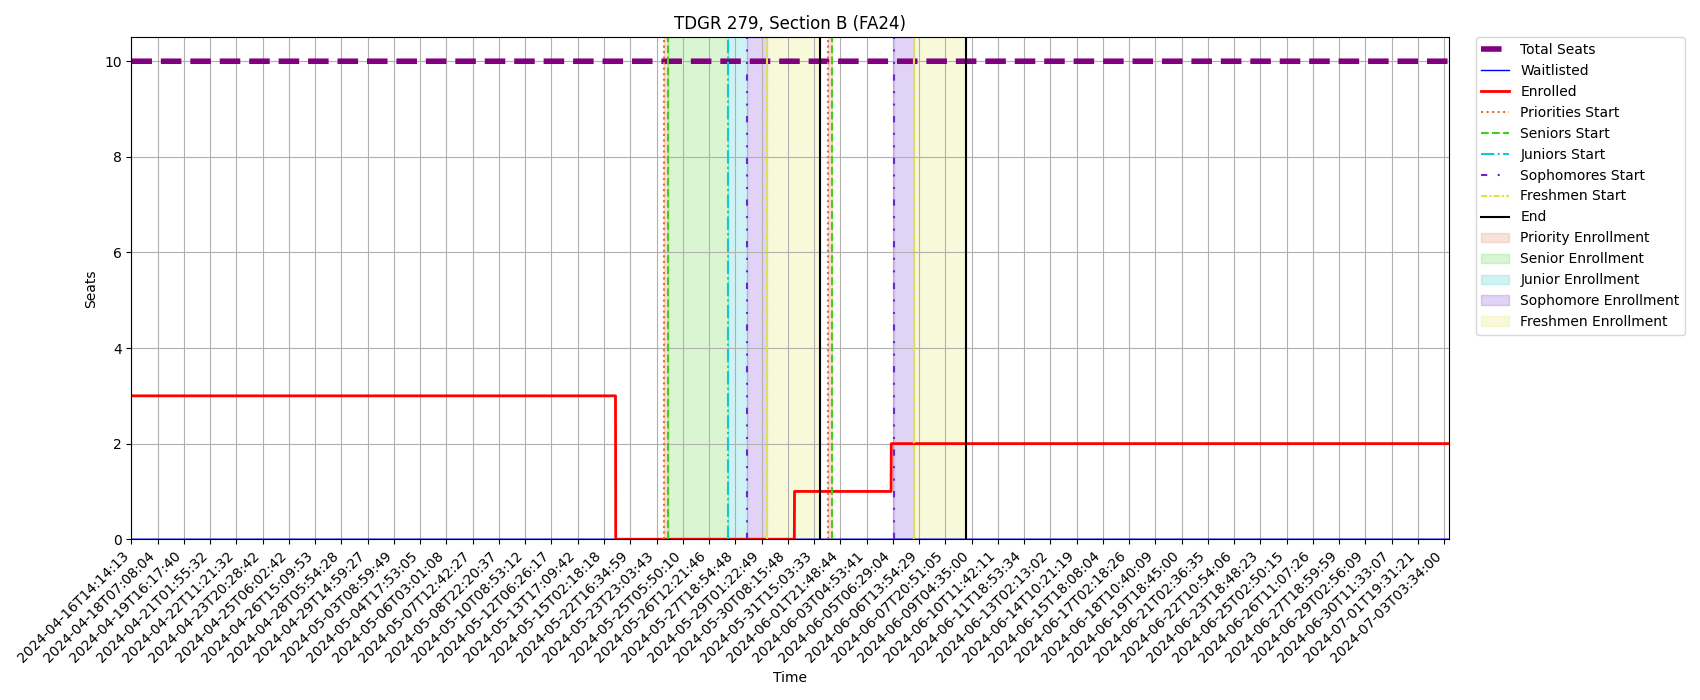 TDGR 279, Section B (FA24)
10
8
6
4
2
0
Seats
2024-04-16T14:14:13
2024-04-18T07:08:04
2024-04-19T16:17:40
2024-04-21T01:55:32
2024-04-22T11:21:32
2024-04-23T20:28:42
2024-04-25T06:02:42
2024-04-26T15:09:53
2024-04-28T05:54:28
2024-04-29T14:59:27
2024-05-03T08:59:49
2024-05-04T17:53:05
2024-05-06T03:01:08
2024-05-07T12:42:27
2024-05-08T22:20:37
2024-05-10T08:53:12
2024-05-12T06:26:17
2024-05-13T17:09:42
2024-05-15T02:18:18
2024-05-22T16:34:59
2024-05-23T23:03:43
2024-05-25T05:50:10
2024-05-26T12:21:46
2024-05-27T18:54:48
2024-05-29T01:22:49
2024-05-30T08:15:48
2024-05-31T15:03:33
2024-06-01T21:48:44
2024-06-03T04:53:41
2024-06-05T06:29:04
2024-06-06T13:54:29
2024-06-07T20:51:05
2024-06-09T04:35:00
2024-06-10T11:42:11
2024-06-11T18:53:34
2024-06-13T02:13:02
2024-06-14T10:21:19
2024-06-15T18:08:04
2024-06-17T02:18:26
2024-06-18T10:40:09
2024-06-19T18:45:00
2024-06-21T02:36:35
2024-06-22T10:54:06
2024-06-23T18:48:23
2024-06-25T02:50:15
2024-06-26T11:07:26
2024-06-27T18:59:59
2024-06-29T02:56:09
2024-06-30T11:33:07
2024-07-01T19:31:21
2024-07-03T03:34:00
Time
Total Seats
Waitlisted
Enrolled
Priorities Start
Seniors Start
Juniors Start
Sophomores Start
Freshmen Start
End
Priority Enrollment
Senior Enrollment
Junior Enrollment
Sophomore Enrollment
Freshmen Enrollment